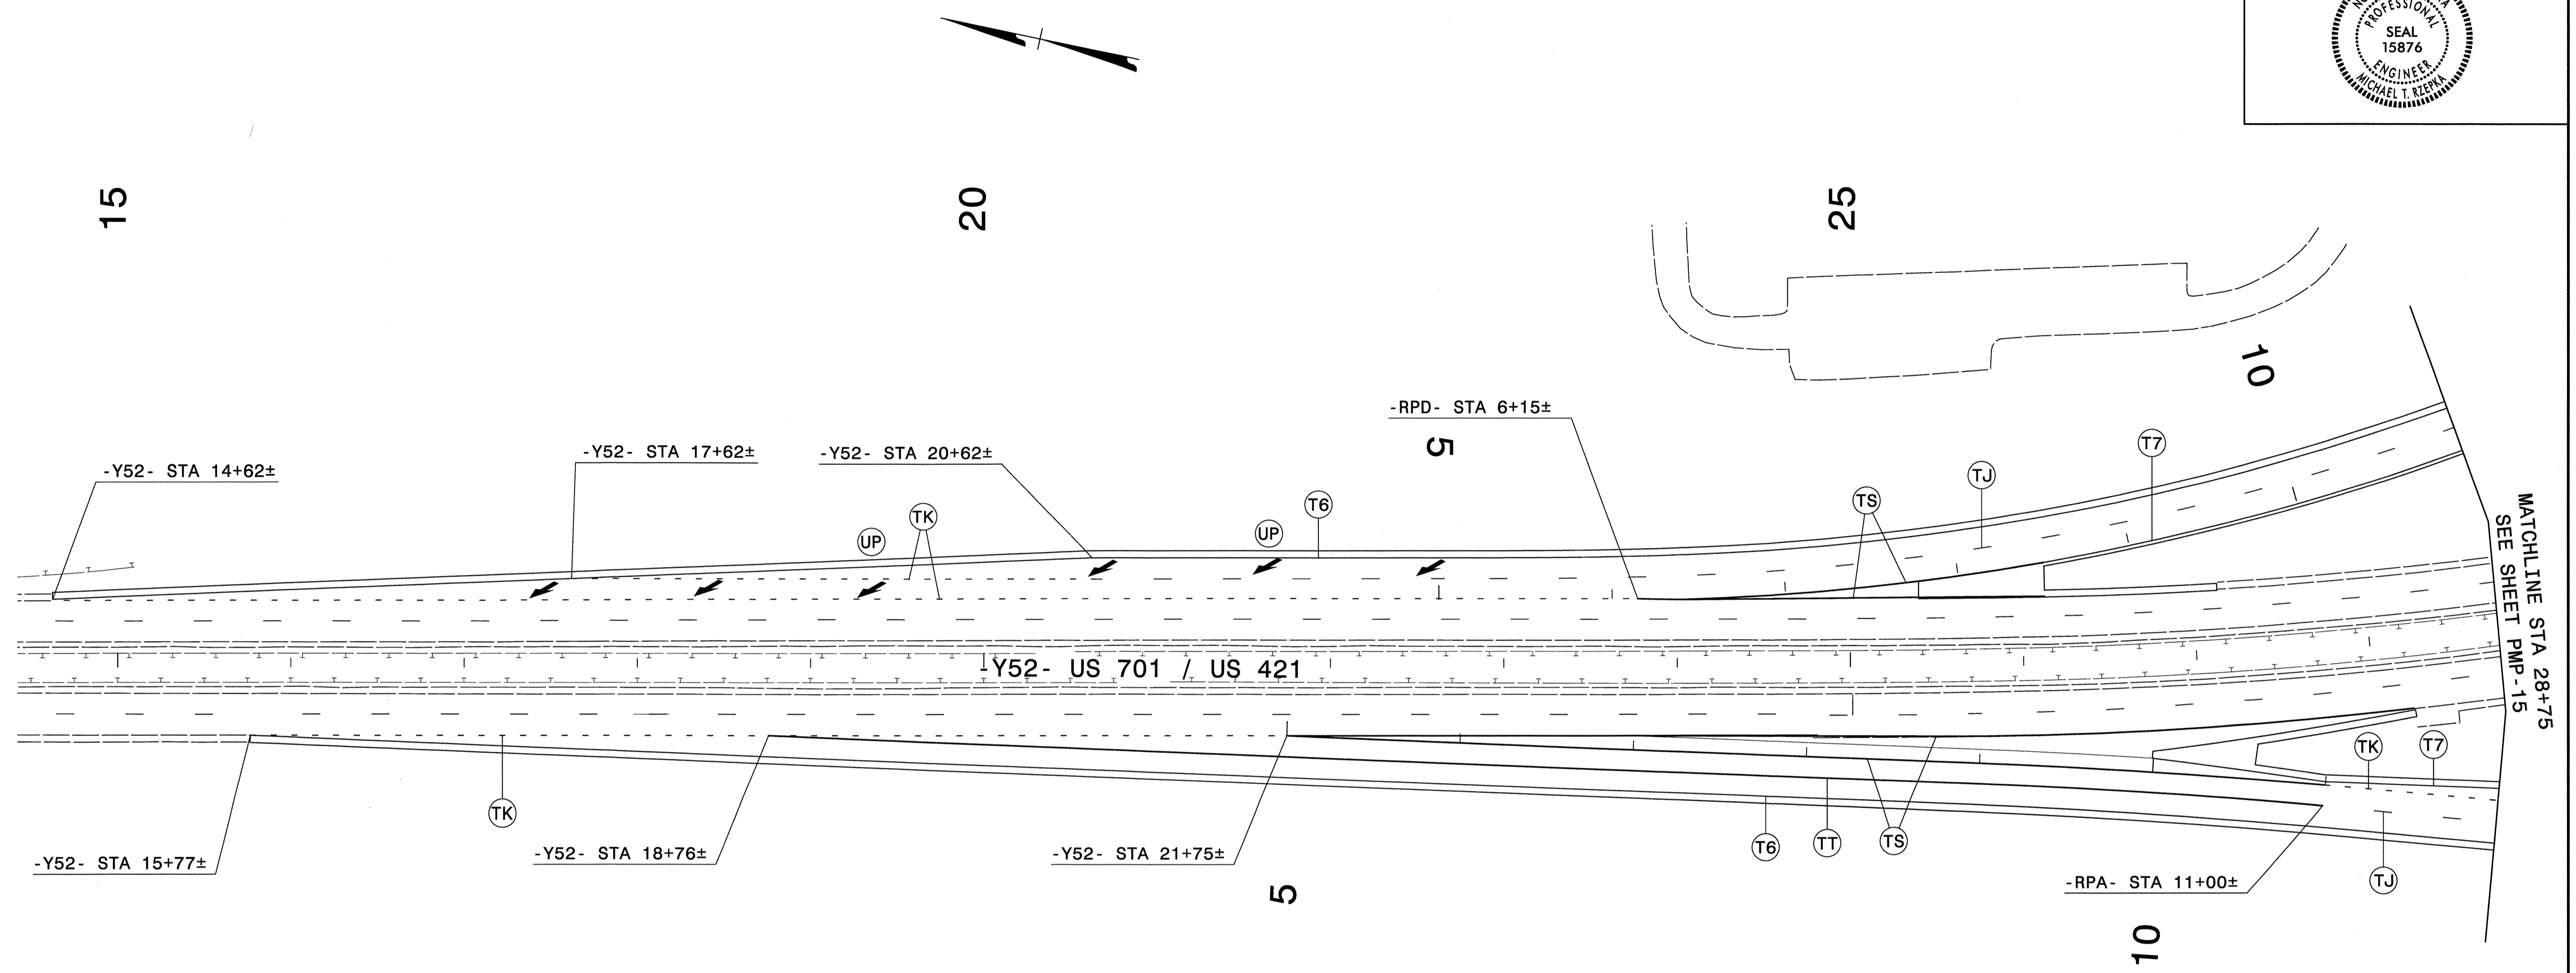 PROFESSIONAL
SEAL
15876
ENGINEER
MICHAEL T. RZEPKA
15
20
25
10
-RPD- STA 6+15±
5
-Y52- STA 14+62±
-Y52- STA 17+62±
-Y52- STA 20+62±
T6
T7
TJ
TS
TK
UP
UP
MATCHLINE STA 28+75
SEE SHEET PMP-15
-Y52- US 701 / US 421
TK
T7
TK
T6
TT
TS
-Y52- STA 15+77±
-Y52- STA 18+76±
-Y52- STA 21+75±
-RPA- STA 11+00±
TJ
5
10